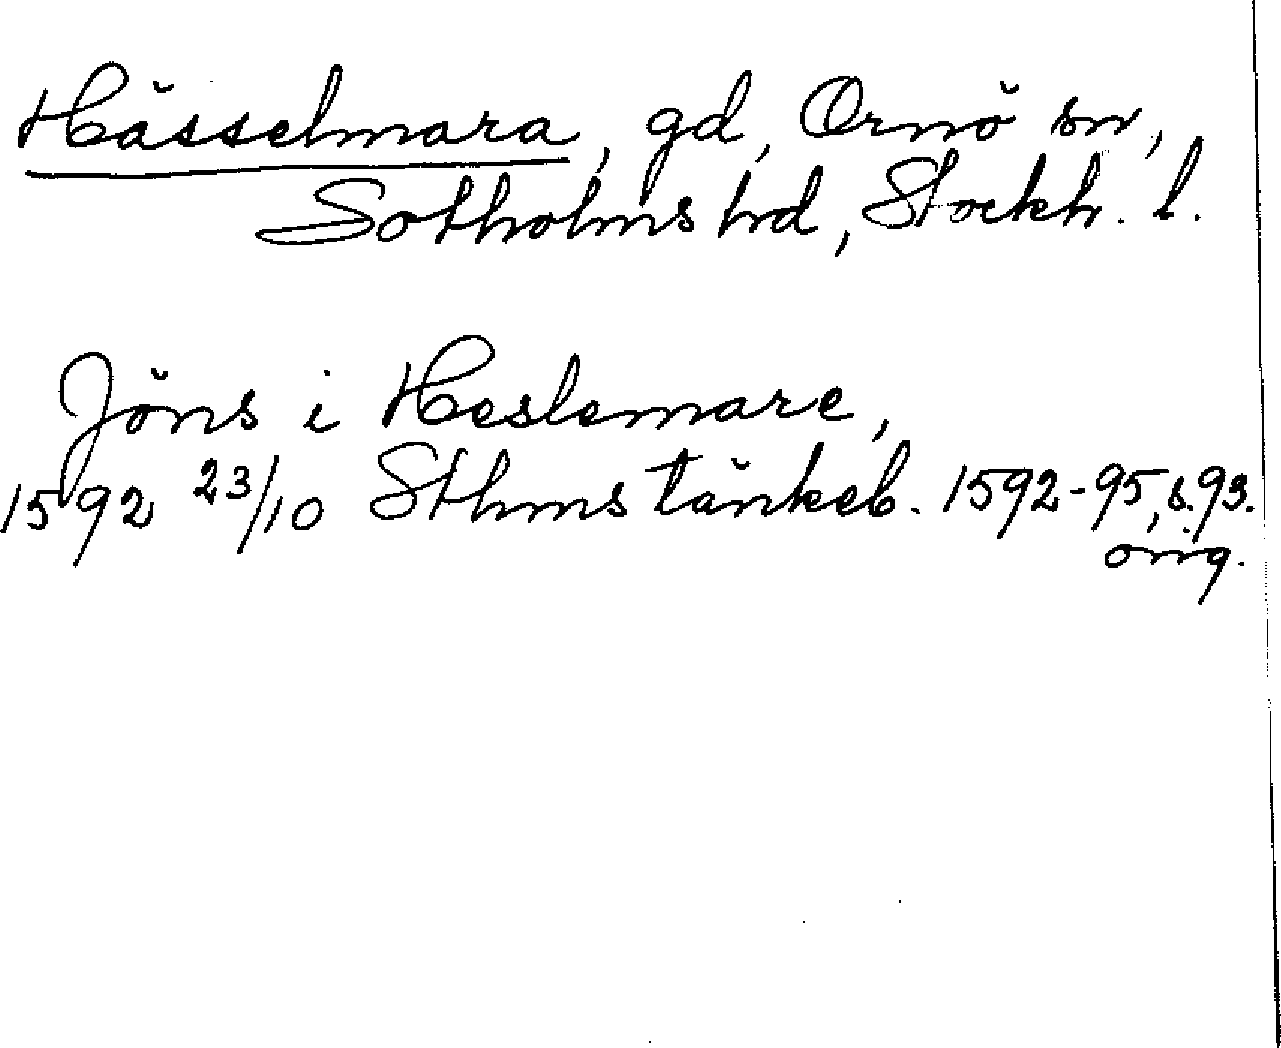 Hässelmara, gd, Ornö sn,
Sotholms hd, Stockh. l.
Jöns i Heslemare,
1592 23/10 Sthms tänkeb. 1592-95, s. 93.
orig.